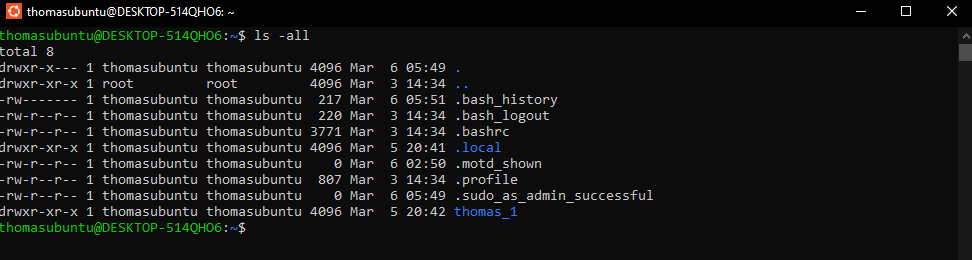 thomasubuntu@DESKTOP-514QHO6: ~
thomasubuntu@DESKTOP-514QHO6:~$ ls -all
total 8
drwxr-x--- 1 thomasubuntu thomasubuntu 4096 Mar  6 05:49 .
drwxr-xr-x 1 root         root         4096 Mar  3 14:34 ..
-rw------- 1 thomasubuntu thomasubuntu  217 Mar  6 05:51 .bash_history
-rw-r--r-- 1 thomasubuntu thomasubuntu  220 Mar  3 14:34 .bash_logout
-rw-r--r-- 1 thomasubuntu thomasubuntu 3771 Mar  3 14:34 .bashrc
drwxr-xr-x 1 thomasubuntu thomasubuntu 4096 Mar  5 20:41 .local
-rw-r--r-- 1 thomasubuntu thomasubuntu    0 Mar  6 02:50 .motd_shown
-rw-r--r-- 1 thomasubuntu thomasubuntu  807 Mar  3 14:34 .profile
-rw-r--r-- 1 thomasubuntu thomasubuntu    0 Mar  6 05:49 .sudo_as_admin_successful
drwxr-xr-x 1 thomasubuntu thomasubuntu 4096 Mar  5 20:42 thomas_1
thomasubuntu@DESKTOP-514QHO6:~$